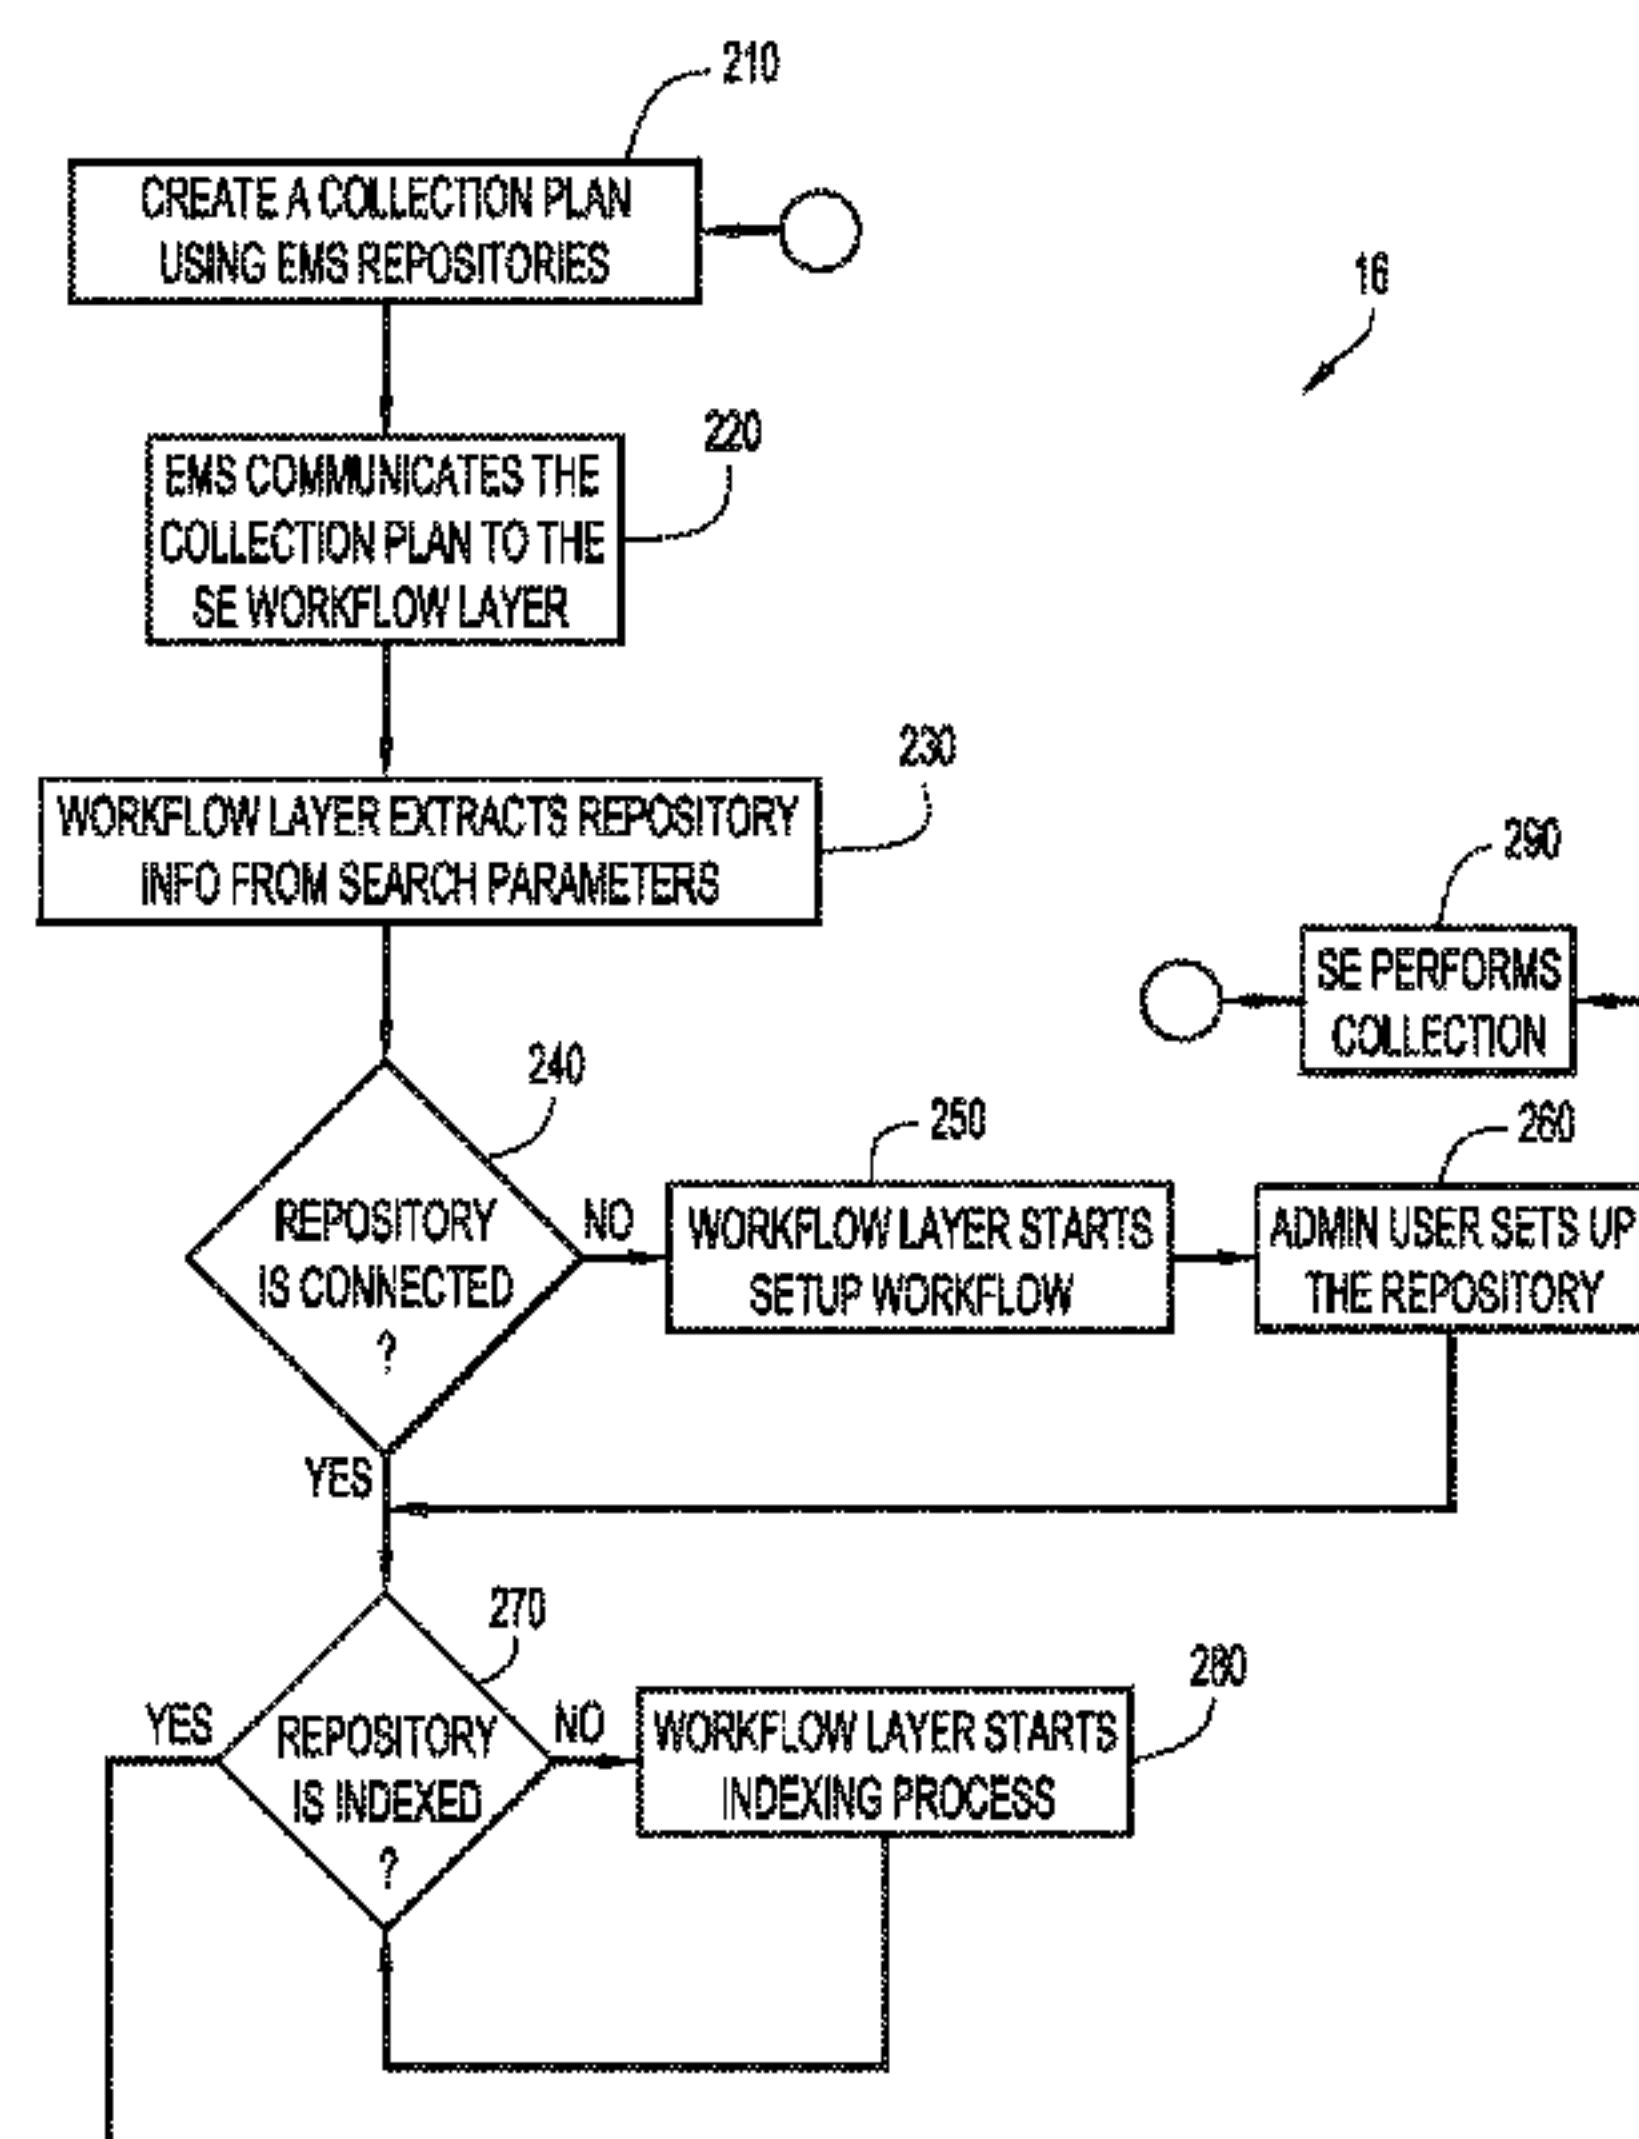 210
CREATE A COLLECTION PLAN
USING EMS REPOSITORIES
16
220
EMS COMMUNICATES THE
COLLECTION PLAN TO THE
SE WORKFLOW LAYER
230
WORKFLOW LAYER EXTRACTS REPOSITORY
INFO FROM SEARCH PARAMETERS
290
SE PERFORMS
COLLECTION
240
REPOSITORY
IS CONNECTED
?
NO
250
WORKFLOW LAYER STARTS
SETUP WORKFLOW
260
ADMIN USER SETS UP
THE REPOSITORY
YES
270
REPOSITORY
IS INDEXED
?
YES
NO
280
WORKFLOW LAYER STARTS
INDEXING PROCESS